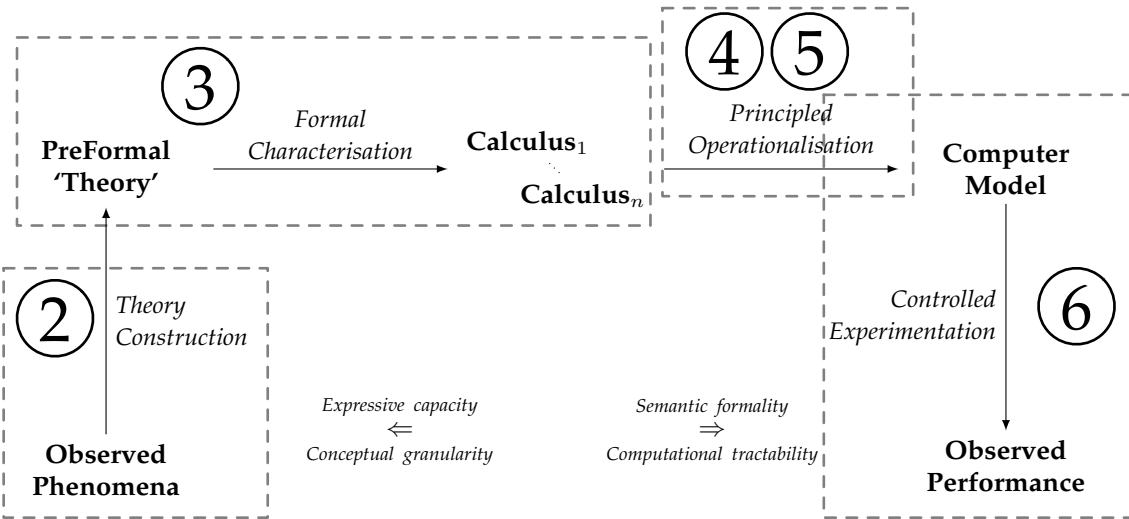 3
Formal
Characterisation
PreFormal
‘Theory’
Calculus1
⋱
Calculusn
4 5
Principled
Operationalisation
Computer
Model
2
Theory
Construction
Controlled
Experimentation
6
Expressive capacity
⇐
Conceptual granularity
Semantic formality
⇒
Computational tractability
Observed
Phenomena
Observed
Performance